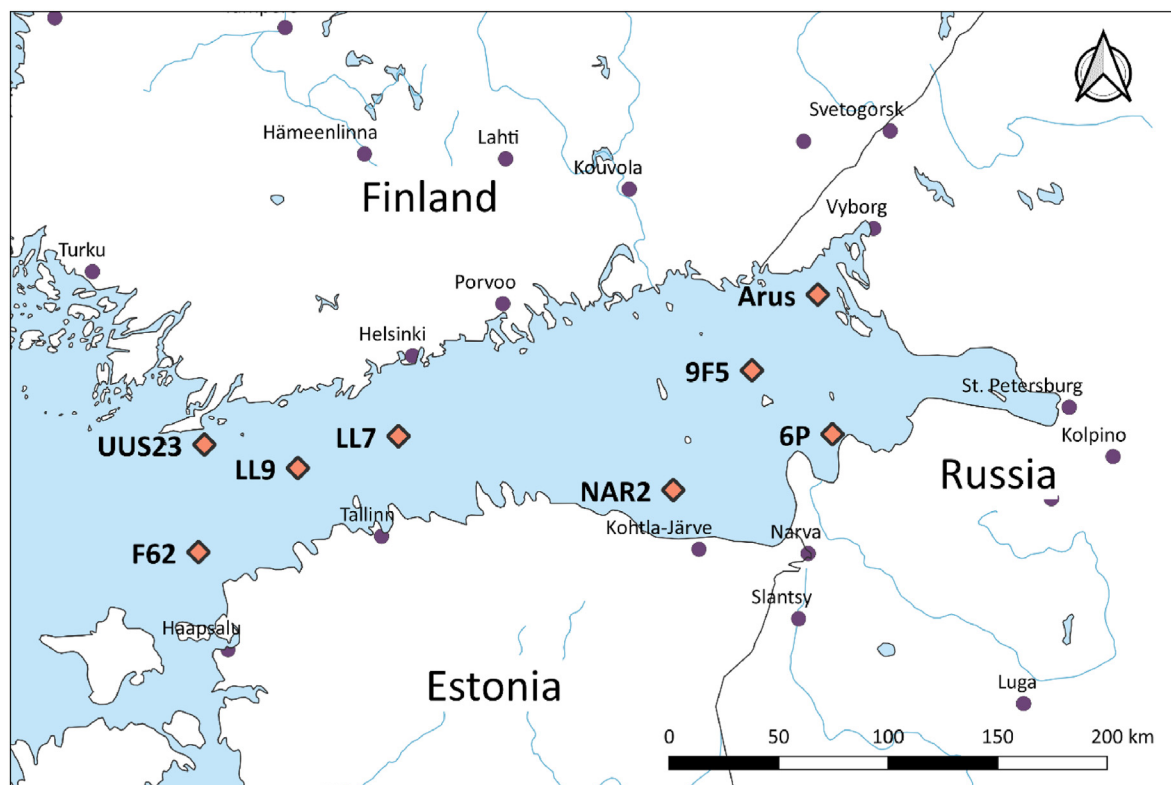 Svetogorsk
Hämeenlinna
Lahti
Kouvola
Finland
Vyborg
Turku
Porvoo
Arus
Helsinki
9F5
St. Petersburg
UUS23
LL7
6P
Kolpino
LL9
Russia
NAR2
Tallinn
Kohtla-Järve
Narva
F62
Slantsy
Haapsalu
Estonia
Luga
0 50 100 150 200 km